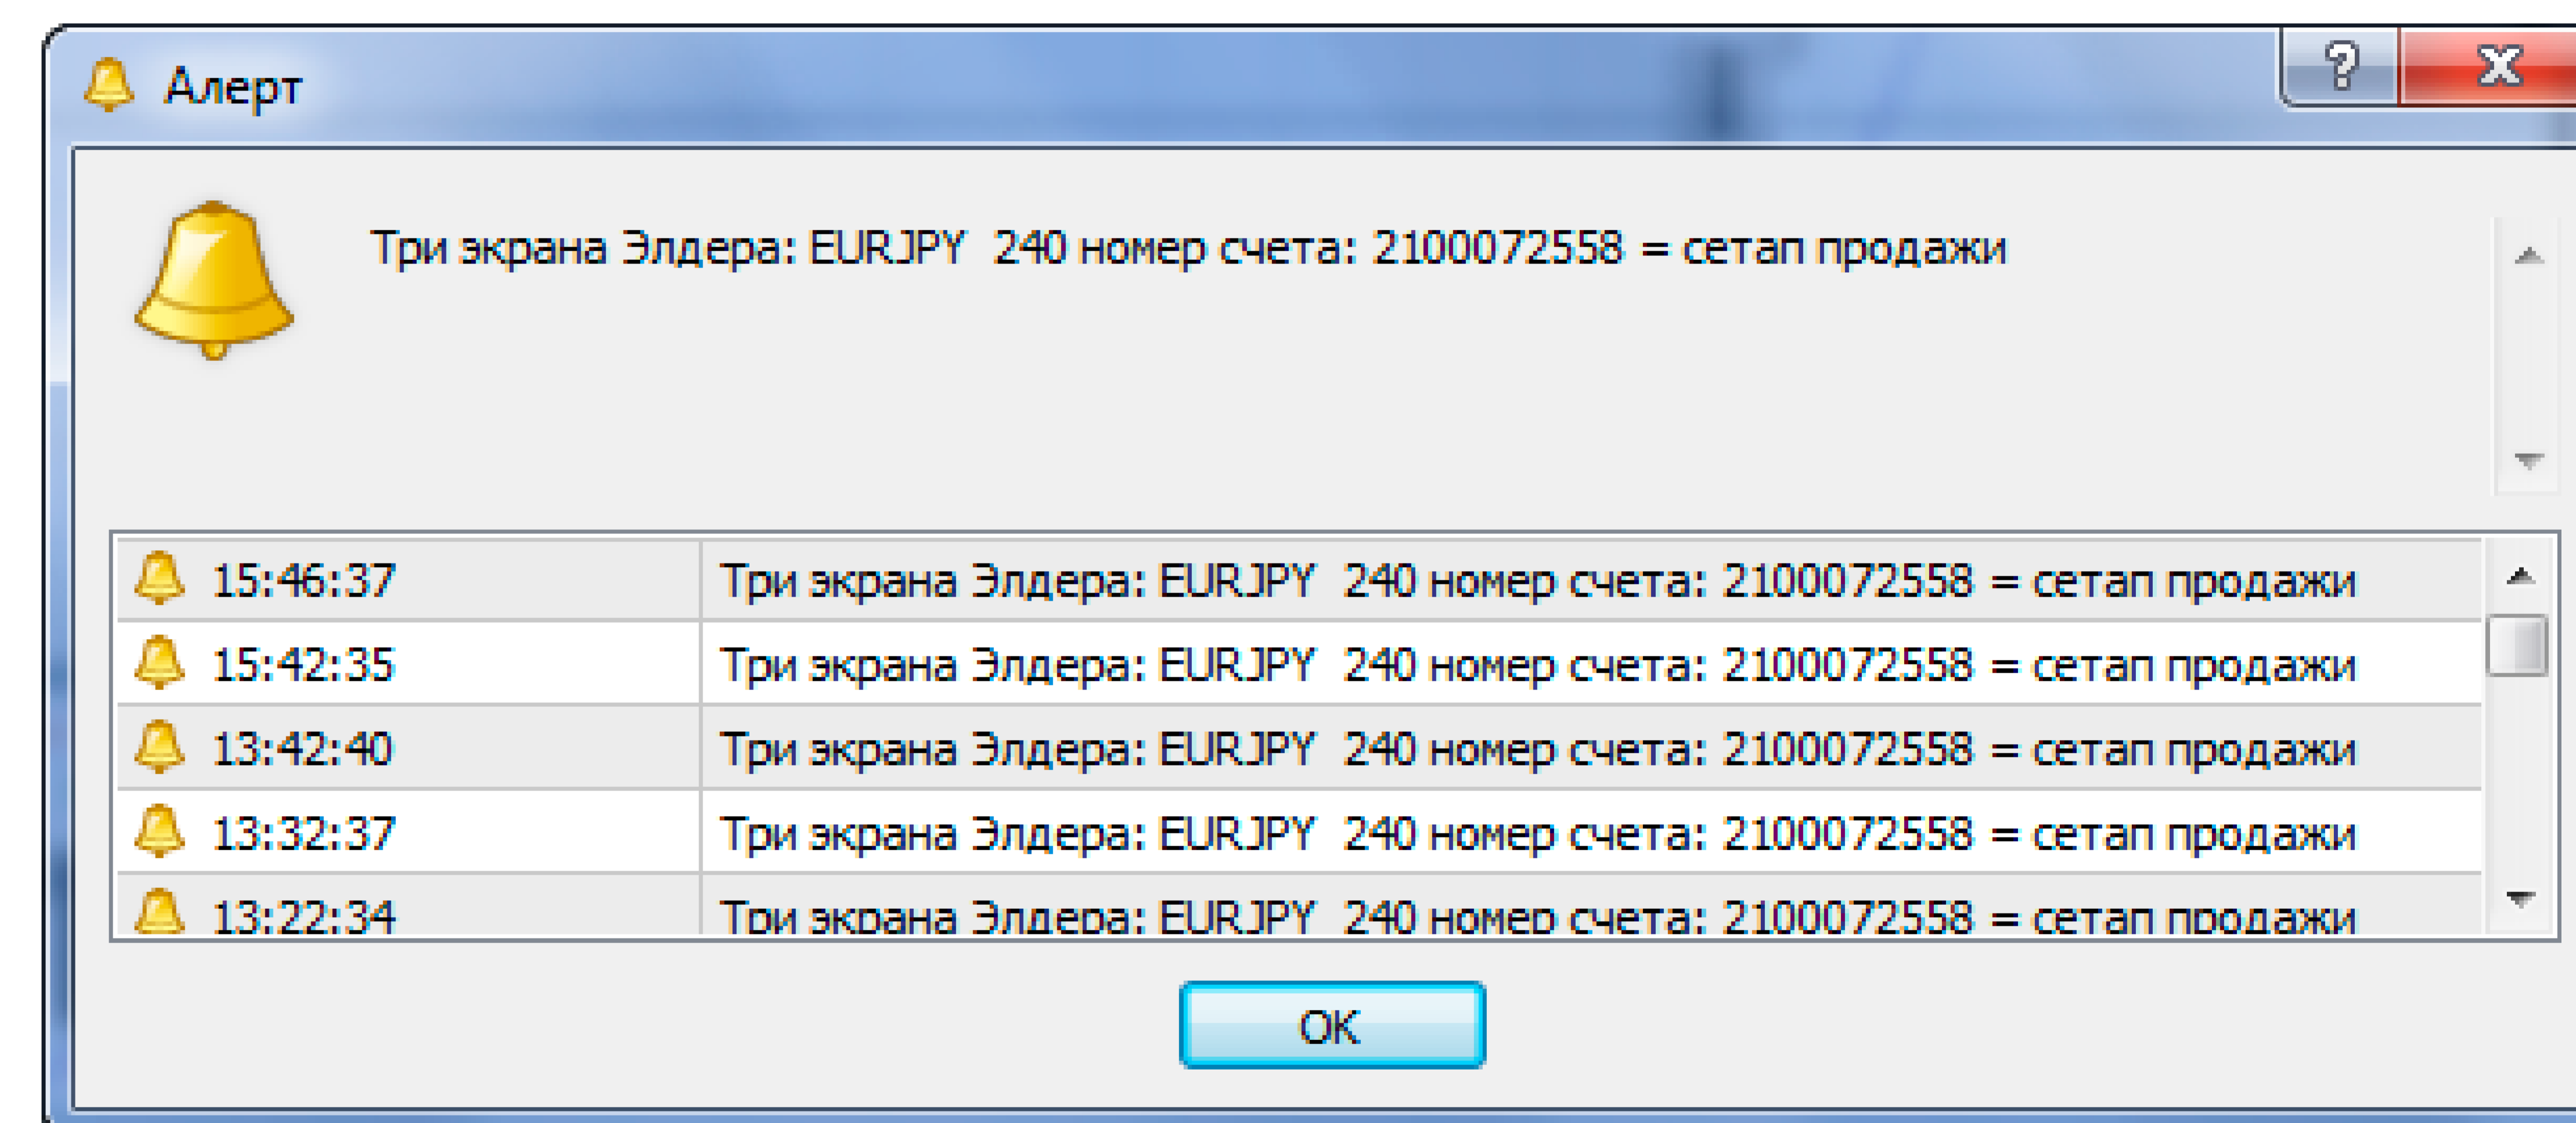 Алерт
Три экрана Элдера: EURJPY  240 номер счета: 2100072558 = сетап продажи
15:46:37 Три экрана Элдера: EURJPY  240 номер счета: 2100072558 = сетап продажи
15:42:35 Три экрана Элдера: EURJPY  240 номер счета: 2100072558 = сетап продажи
13:42:40 Три экрана Элдера: EURJPY  240 номер счета: 2100072558 = сетап продажи
13:32:37 Три экрана Элдера: EURJPY  240 номер счета: 2100072558 = сетап продажи
13:22:34 Три экрана Элдера: EURJPY  240 номер счета: 2100072558 = сетап продажи
OK